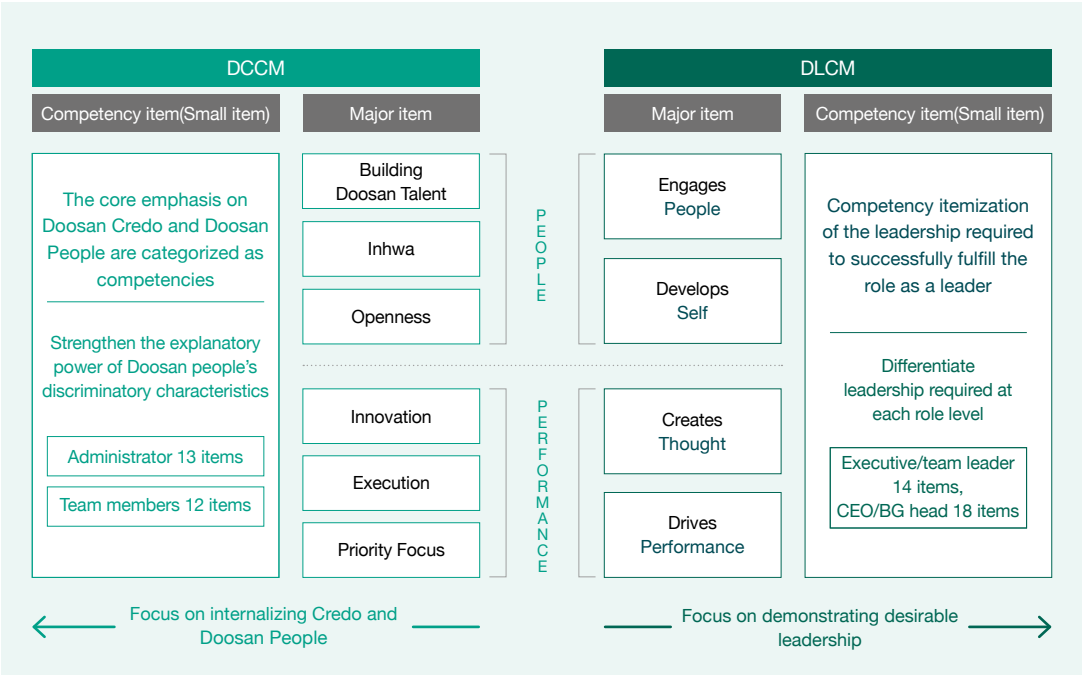 DCCM
Competency item(Small item)
Major item
The core emphasis on
Doosan Credo and Doosan
People are categorized as
competencies
Strengthen the explanatory
power of Doosan people’s
discriminatory characteristics
Administrator 13 items
Team members 12 items
Building
Doosan Talent
Inhwa
Openness
Innovation
Execution
Priority Focus
Focus on internalizing Credo and
Doosan People
PEOPLE
PERFORMANCE
DLCM
Major item
Competency item(Small item)
Engages
People
Develops
Self
Creates
Thought
Drives
Performance
Competency itemization
of the leadership required
to successfully fulfill the
role as a leader
Differentiate
leadership required at
each role level
Executive/team leader
14 items,
CEO/BG head 18 items
Focus on demonstrating desirable
leadership